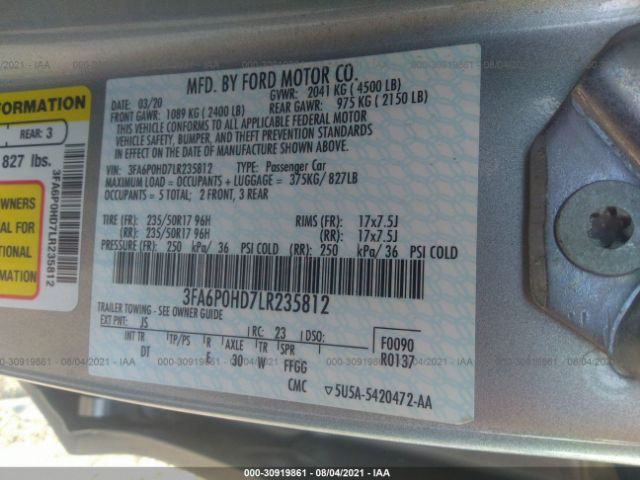 MFD. BY FORD MOTOR CO.
DATE: 03/20 GVWR: 2041 KG ( 4500 LB)
FRONT GAWR: 1089 KG ( 2400 LB) REAR GAWR: 975 KG ( 2150 LB)
THIS VEHICLE CONFORMS TO ALL APPLICABLE FEDERAL MOTOR
VEHICLE SAFETY, BUMPER, AND THEFT PREVENTION STANDARDS
IN EFFECT ON THE DATE OF MANUFACTURE SHOWN ABOVE.
VIN: 3FA6P0HD7LR235812 TYPE: Passenger Car
MAXIMUM LOAD = OCCUPANTS + LUGGAGE = 375KG/ 827LB
OCCUPANTS = 5 TOTAL; 2 FRONT, 3 REAR
TIRE (FR): 235/50R17 96H RIMS (FR): 17x7.5J
(RR): 235/50R17 96H (RR): 17x7.5J
PRESSURE (FR): 250 kPa/ 36 PSI COLD (RR): 250 kPa/ 36 PSI COLD
3FA6P0HD7LR235812
TRAILER TOWING - SEE OWNER GUIDE
EXT PNT: JS RC: 23 DSO: F0090
INT TR TP/PS R AXLE TR SPR R0137
DT E 30 W FFGG
CMC ▽5U5A-5420472-AA
FORMATION
REAR: 3
827 lbs.
3FA6P0HD7LR235812
WNERS
AL FOR
TIONAL
MATION
000-30919861 - 08/04/2021 - IAA